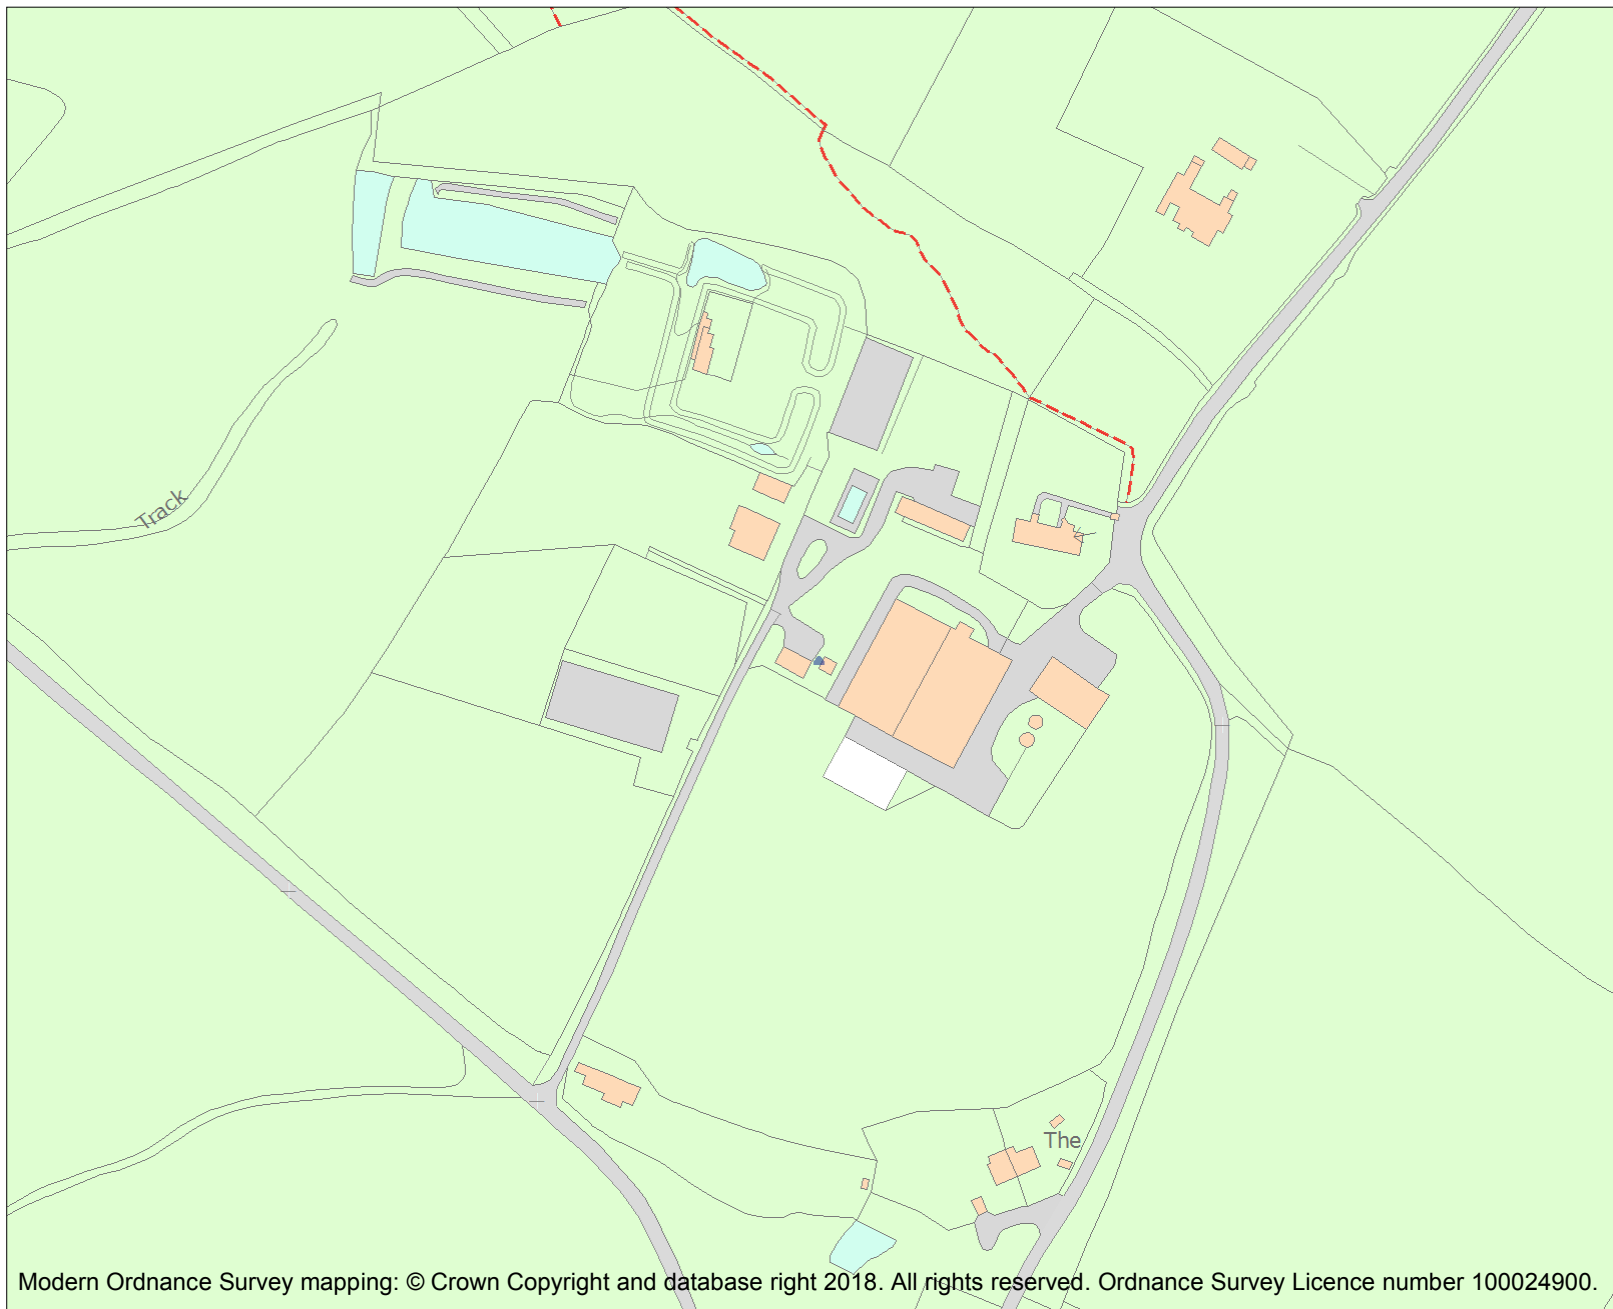 Track
The
Modern Ordnance Survey mapping: © Crown Copyright and database right 2018. All rights reserved. Ordnance Survey Licence number 100024900.